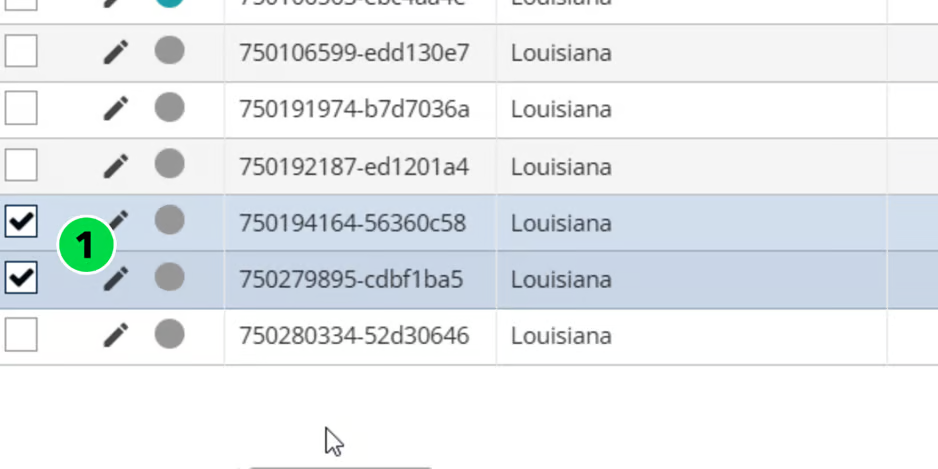 750106599-edd130e7 Louisiana
750191974-b7d7036a Louisiana
750192187-ed1201a4 Louisiana
750194164-56360c58 Louisiana
1
750279895-cdbf1ba5 Louisiana
750280334-52d30646 Louisiana